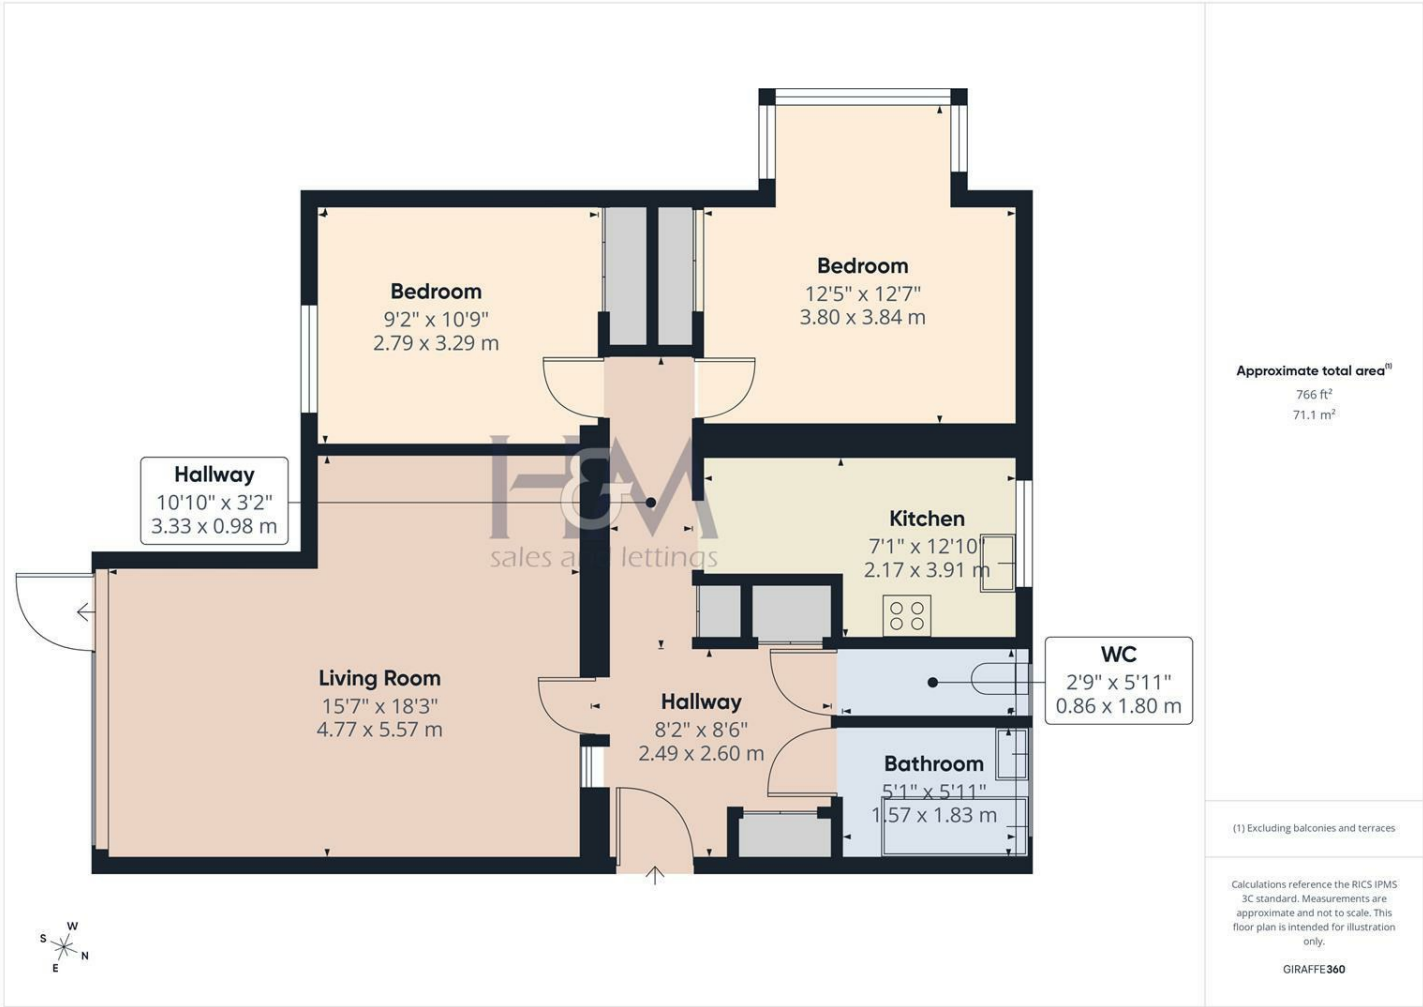 Bedroom
12'5" x 12'7"
3.80 x 3.84 m
Bedroom
9'2" x 10'9"
2.79 x 3.29 m
Hallway
10'10" x 3'2"
3.33 x 0.98 m
H&M
sales and lettings
Kitchen
7'1" x 12'10"
2.17 x 3.91 m
Living Room
15'7" x 18'3"
4.77 x 5.57 m
Hallway
8'2" x 8'6"
2.49 x 2.60 m
WC
2'9" x 5'11"
0.86 x 1.80 m
Bathroom
5'1" x 5'11"
1.57 x 1.83 m
W
S
N
E
Approximate total area(1)
766 ft²
71.1 m²
(1) Excluding balconies and terraces
Calculations reference the RICS IPMS
3C standard. Measurements are
approximate and not to scale. This
floor plan is intended for illustration
only.
GIRAFFE360